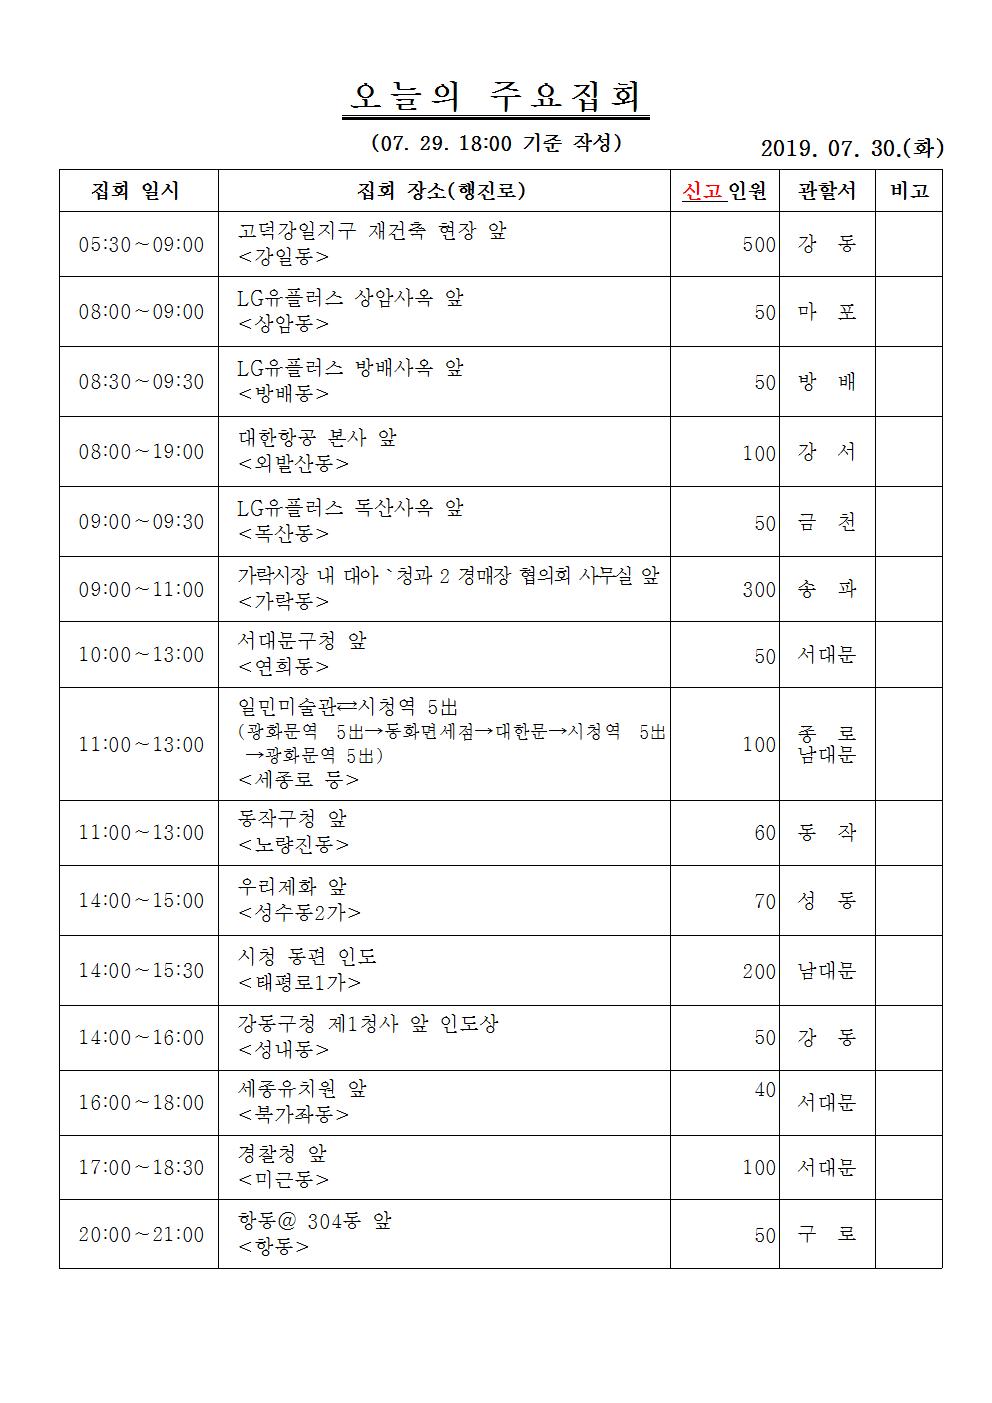 오늘의 주요집회
(07. 29. 18:00 기준 작성)
2019. 07. 30.(화)
집회 일시 집회 장소(행진로) 신고인원 관할서 비고
05:30~09:00 고덕강일지구 재건축 현장 앞 500 강 동
<강일동>
08:00~09:00 LG유플러스 상암사옥 앞 50 마 포
<상암동>
08:30~09:30 LG유플러스 방배사옥 앞 50 방 배
<방배동>
08:00~19:00 대한항공 본사 앞 100 강 서
<외발산동>
09:00~09:30 LG유플러스 독산사옥 앞 50 금 천
<독산동>
09:00~11:00 가락시장 내 대아`청과 2 경매장 협의회 사무실 앞 300 송 파
<가락동>
10:00~13:00 서대문구청 앞 50 서대문
<연희동>
11:00~13:00 일민미술관⇄시청역 5出 100 종 로
(광화문역 5出→동화면세점→대한문→시청역 5出 남대문
→광화문역 5出)
<세종로 등>
11:00~13:00 동작구청 앞 60 동 작
<노량진동>
14:00~15:00 우리제화 앞 70 성 동
<성수동2가>
14:00~15:30 시청 동편 인도 200 남대문
<태평로1가>
14:00~16:00 강동구청 제1청사 앞 인도상 50 강 동
<성내동>
16:00~18:00 세종유치원 앞 40 서대문
<북가좌동>
17:00~18:30 경찰청 앞 100 서대문
<미근동>
20:00~21:00 항동@ 304동 앞 50 구 로
<항동>